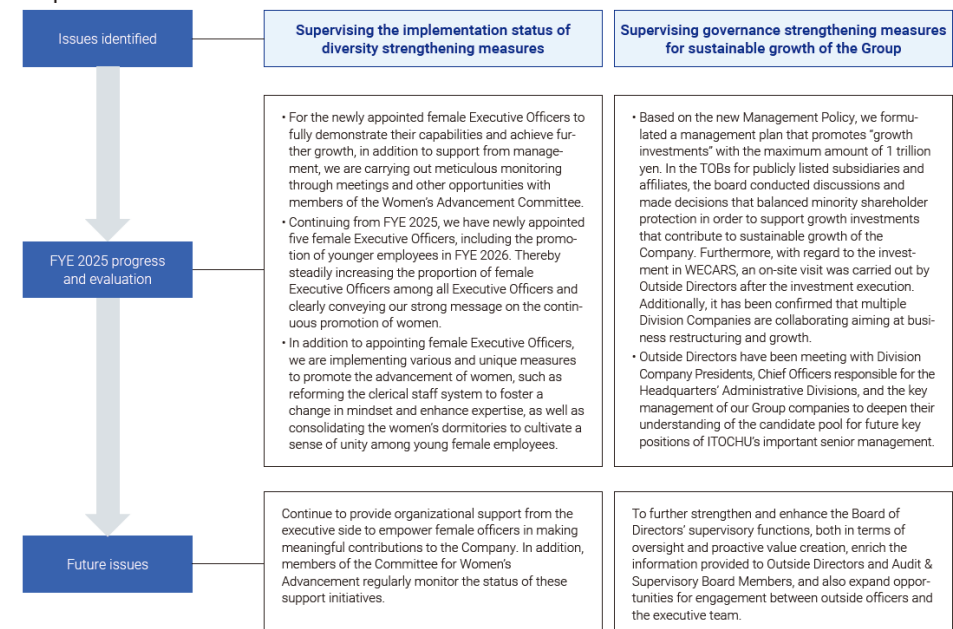 Issues identified
Supervising the implementation status of
diversity strengthening measures
Supervising governance strengthening measures
for sustainable growth of the Group
FYE 2025 progress
and evaluation
• For the newly appointed female Executive Officers to
fully demonstrate their capabilities and achieve fur-
ther growth, in addition to support from manage-
ment, we are carrying out meticulous monitoring
through meetings and other opportunities with
members of the Women's Advancement Committee.
• Continuing from FYE 2025, we have newly appointed
five female Executive Officers, including the promo-
tion of younger employees in FYE 2026. Thereby
steadily increasing the proportion of female
Executive Officers among all Executive Officers and
clearly conveying our strong message on the contin-
uous promotion of women.
• In addition to appointing female Executive Officers,
we are implementing various and unique measures
to promote the advancement of women, such as
reforming the clerical staff system to foster a
change in mindset and enhance expertise, as well as
consolidating the women's dormitories to cultivate a
sense of unity among young female employees.
• Based on the new Management Policy, we formu-
lated a management plan that promotes "growth
investments" with the maximum amount of 1 trillion
yen. In the TOBs for publicly listed subsidiaries and
affiliates, the board conducted discussions and
made decisions that balanced minority shareholder
protection in order to support growth investments
that contribute to sustainable growth of the
Company. Furthermore, with regard to the invest-
ment in WECARS, an on-site visit was carried out by
Outside Directors after the investment execution.
Additionally, it has been confirmed that multiple
Division Companies are collaborating aiming at busi-
ness restructuring and growth.
• Outside Directors have been meeting with Division
Company Presidents, Chief Officers responsible for the
Headquarters' Administrative Divisions, and the key
management of our Group companies to deepen their
understanding of the candidate pool for future key
positions of ITOCHU's important senior management.
Future issues
Continue to provide organizational support from the
executive side to empower female officers in making
meaningful contributions to the Company. In addition,
members of the Committee for Women's
Advancement regularly monitor the status of these
support initiatives.
To further strengthen and enhance the Board of
Directors' supervisory functions, both in terms of
oversight and proactive value creation, enrich the
information provided to Outside Directors and Audit &
Supervisory Board Members, and also expand oppor-
tunities for engagement between outside officers and
the executive team.